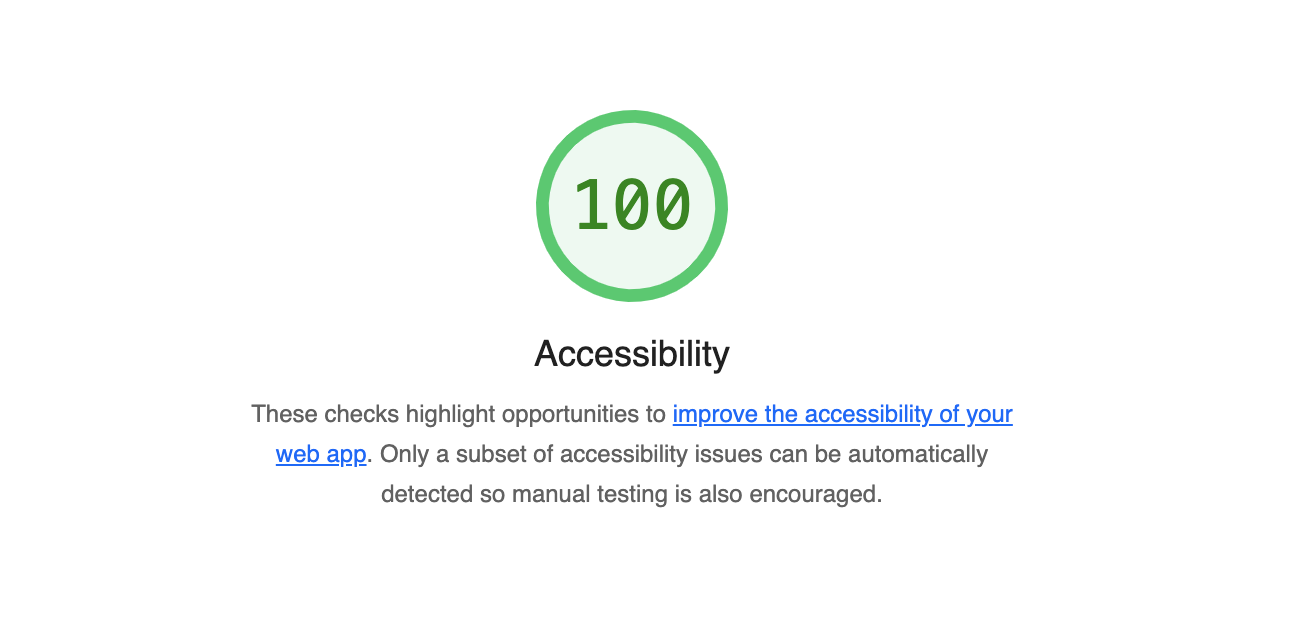 100
Accessibility
These checks highlight opportunities to improve the accessibility of your
web app. Only a subset of accessibility issues can be automatically
detected so manual testing is also encouraged.